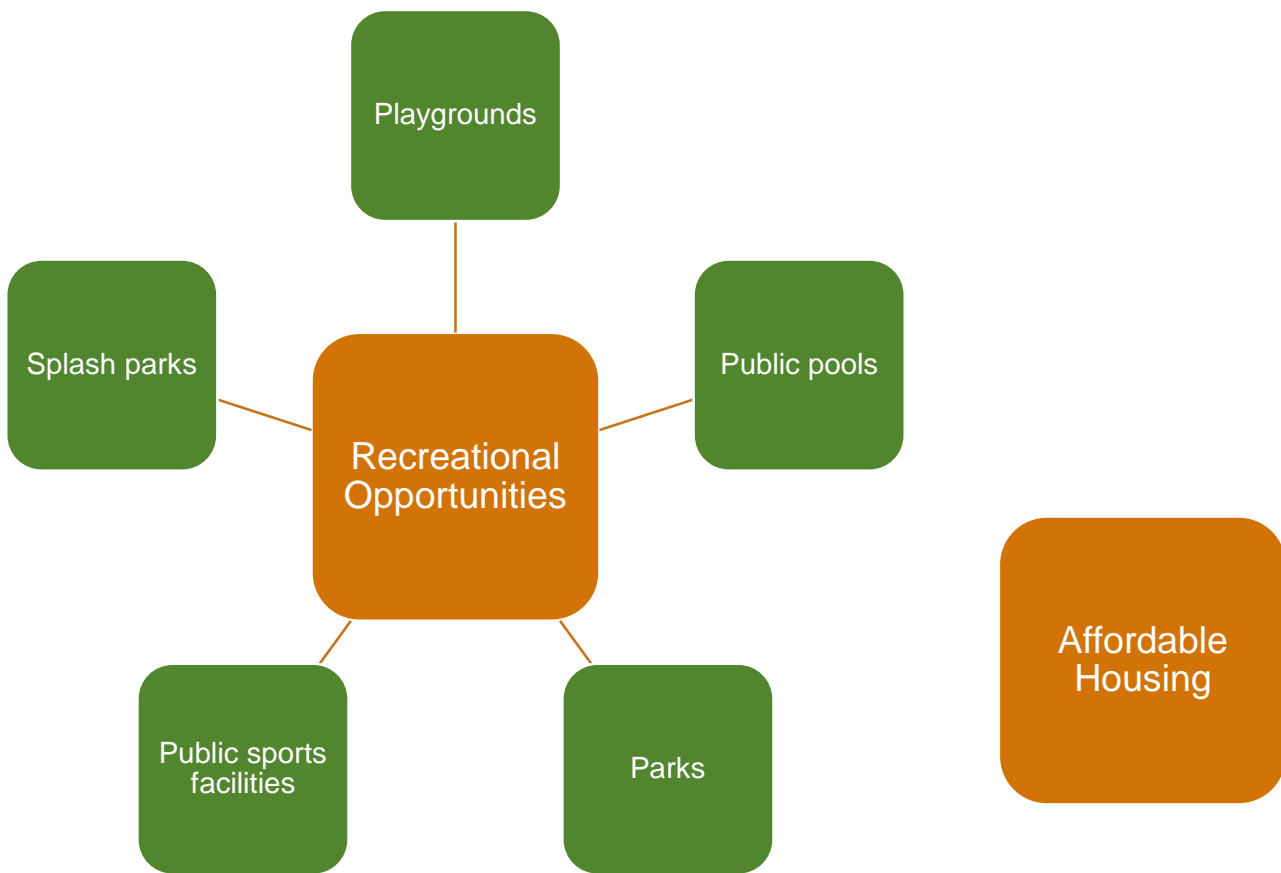 Playgrounds
Splash parks
Public pools
Recreational
Opportunities
Affordable
Housing
Public sports
facilities
Parks